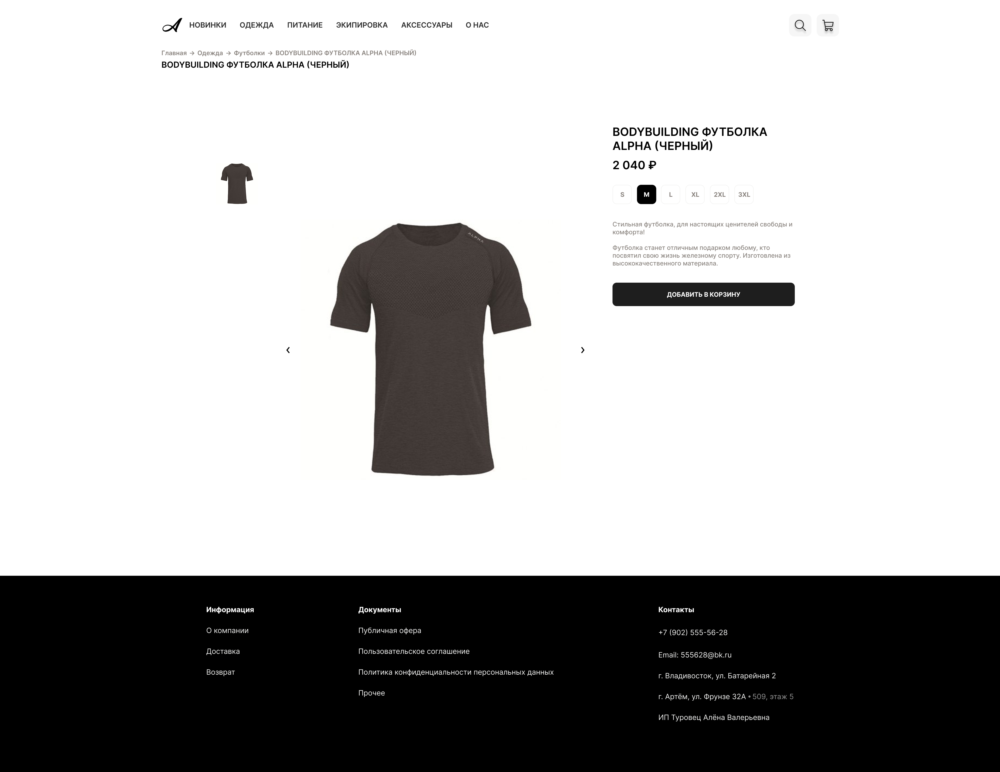 A НОВИНКИ ОДЕЖДА ПИТАНИЕ ЭКИПИРОВКА АКСЕССУАРЫ О НАС
Главная → Одежда → Футболки → BODYBUILDING ФУТБОЛКА ALPHA (ЧЕРНЫЙ)
BODYBUILDING ФУТБОЛКА ALPHA (ЧЕРНЫЙ)
BODYBUILDING ФУТБОЛКА
ALPHA (ЧЕРНЫЙ)
2 040 ₽
S M L XL 2XL 3XL
Стильная футболка, для настоящих ценителей свободы и
комфорта!
Футболка станет отличным подарком любому, кто
посвятил свою жизнь железному спорту. Изготовлена из
высококачественного материала.
ДОБАВИТЬ В КОРЗИНУ
ALPHA
Информация
О компании
Доставка
Возврат
Документы
Публичная офера
Пользовательское соглашение
Политика конфиденциальности персональных данных
Прочее
Контакты
+7 (902) 555-56-28
Email: 555628@bk.ru
г. Владивосток, ул. Батарейная 2
г. Артём, ул. Фрунзе 32А • 509, этаж 5
ИП Туровец Алёна Валерьевна